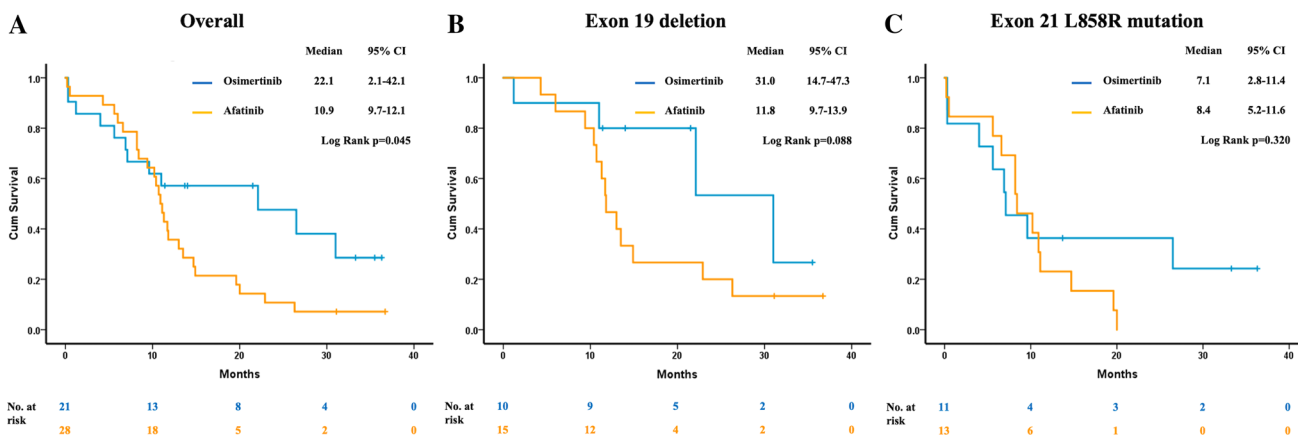 A
Overall
Median 95% CI
Osimertinib 22.1 2.1-42.1
Afatinib 10.9 9.7-12.1
Log Rank p=0.045
Cum Survival
1.0
0.8
0.6
0.4
0.2
0.0
0 10 20 30 40
Months
No. at risk
21 13 8 4 0
28 18 5 2 0
B
Exon 19 deletion
Median 95% CI
Osimertinib 31.0 14.7-47.3
Afatinib 11.8 9.7-13.9
Log Rank p=0.088
Cum Survival
1.0
0.8
0.6
0.4
0.2
0.0
0 10 20 30 40
Months
No. at risk
10 9 5 2 0
15 12 4 2 0
C
Exon 21 L858R mutation
Median 95% CI
Osimertinib 7.1 2.8-11.4
Afatinib 8.4 5.2-11.6
Log Rank p=0.320
Cum Survival
1.0
0.8
0.6
0.4
0.2
0.0
0 10 20 30 40
Months
No. at risk
11 4 3 2 0
13 6 1 0 0